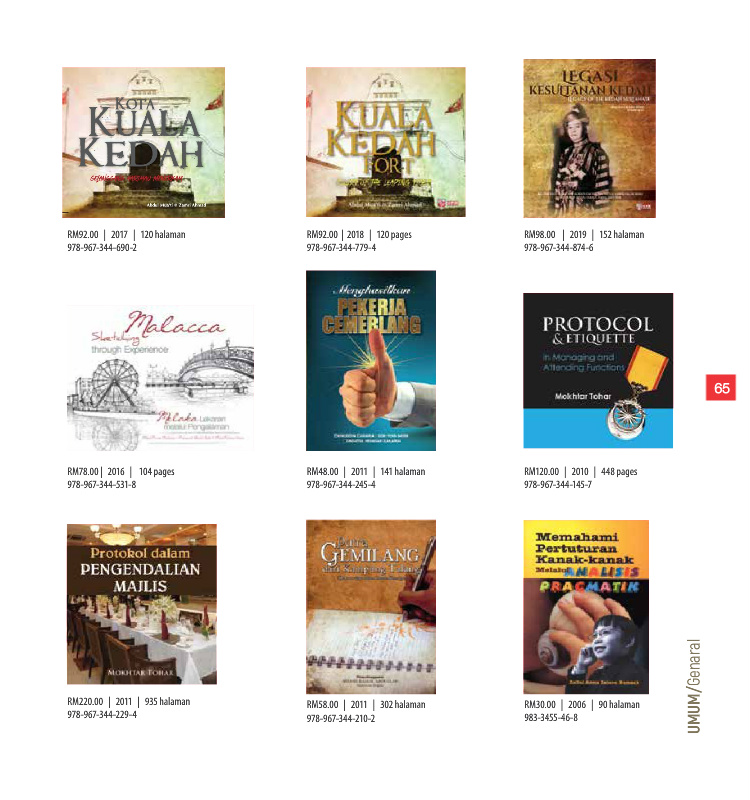 KOTA
KUALA
KEDAH
Abdul Mua'ti @ Zamri Ahmad
RM92.00 | 2017 | 120 halaman
978-967-344-690-2
KUALA
KEDAH
FORT
Abdul Mua'ti @ Zamri Ahmad
RM92.00 | 2018 | 120 pages
978-967-344-779-4
LEGASI
KESULTANAN KEDAH
LEGACY OF THE KEDAH SULTANATE
RM98.00 | 2019 | 152 halaman
978-967-344-874-6
Sketching Malacca
through Experience
Melaka Lakaran
melalui Pengalaman
RM78.00 | 2016 | 104 pages
978-967-344-531-8
Menghasilkan
PEKERJA
CEMERLANG
RM48.00 | 2011 | 141 halaman
978-967-344-245-4
PROTOCOL
& ETIQUETTE
in Managing and
Attending Functions
Mokhtar Tohar
RM120.00 | 2010 | 448 pages
978-967-344-145-7
65
Protokol dalam
PENGENDALIAN
MAJLIS
MOKHTAR TOHAR
RM220.00 | 2011 | 935 halaman
978-967-344-229-4
GEMILANG
RM58.00 | 2011 | 302 halaman
978-967-344-210-2
Memahami
Pertuturan
Kanak-kanak
Melalui ANALISIS
PRAGMATIK
RM30.00 | 2006 | 90 halaman
983-3455-46-8
UMUM/Genaral